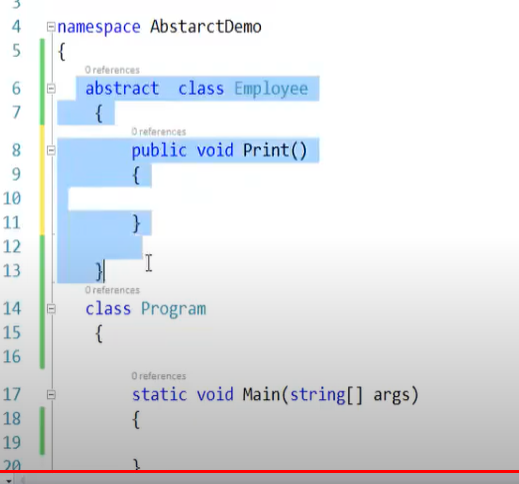 3
4 namespace AbstarctDemo
5 {
0 references
6 abstract class Employee
7 {
0 references
8 public void Print()
9 {
10
11 }
12
13 }
0 references
14 class Program
15 {
16
0 references
17 static void Main(string[] args)
18 {
19
20 }